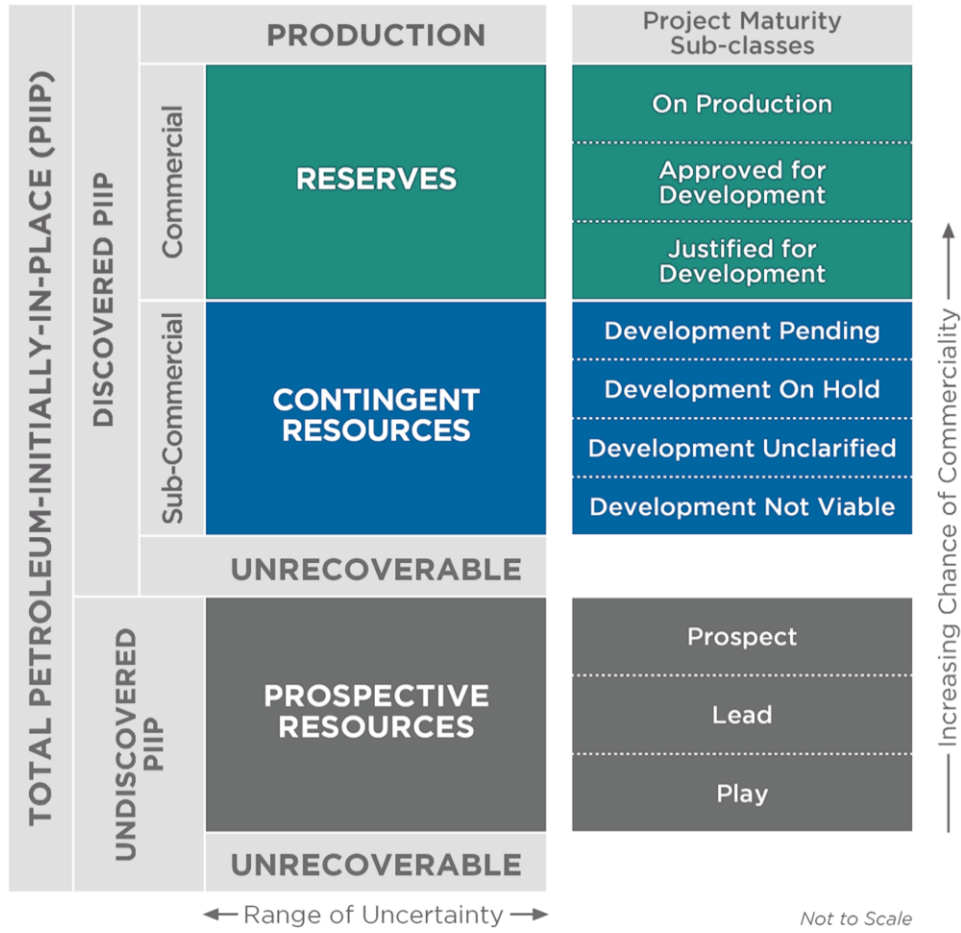 TOTAL PETROLEUM-INITIALLY-IN-PLACE (PIIP)
DISCOVERED PIIP
UNDISCOVERED
PIIP
Commercial
Sub-Commercial
PRODUCTION
RESERVES
CONTINGENT
RESOURCES
UNRECOVERABLE
PROSPECTIVE
RESOURCES
UNRECOVERABLE
Range of Uncertainty
Project Maturity
Sub-classes
On Production
Approved for
Development
Justified for
Development
Development Pending
Development On Hold
Development Unclarified
Development Not Viable
Prospect
Lead
Play
Increasing Chance of Commerciality
Not to Scale